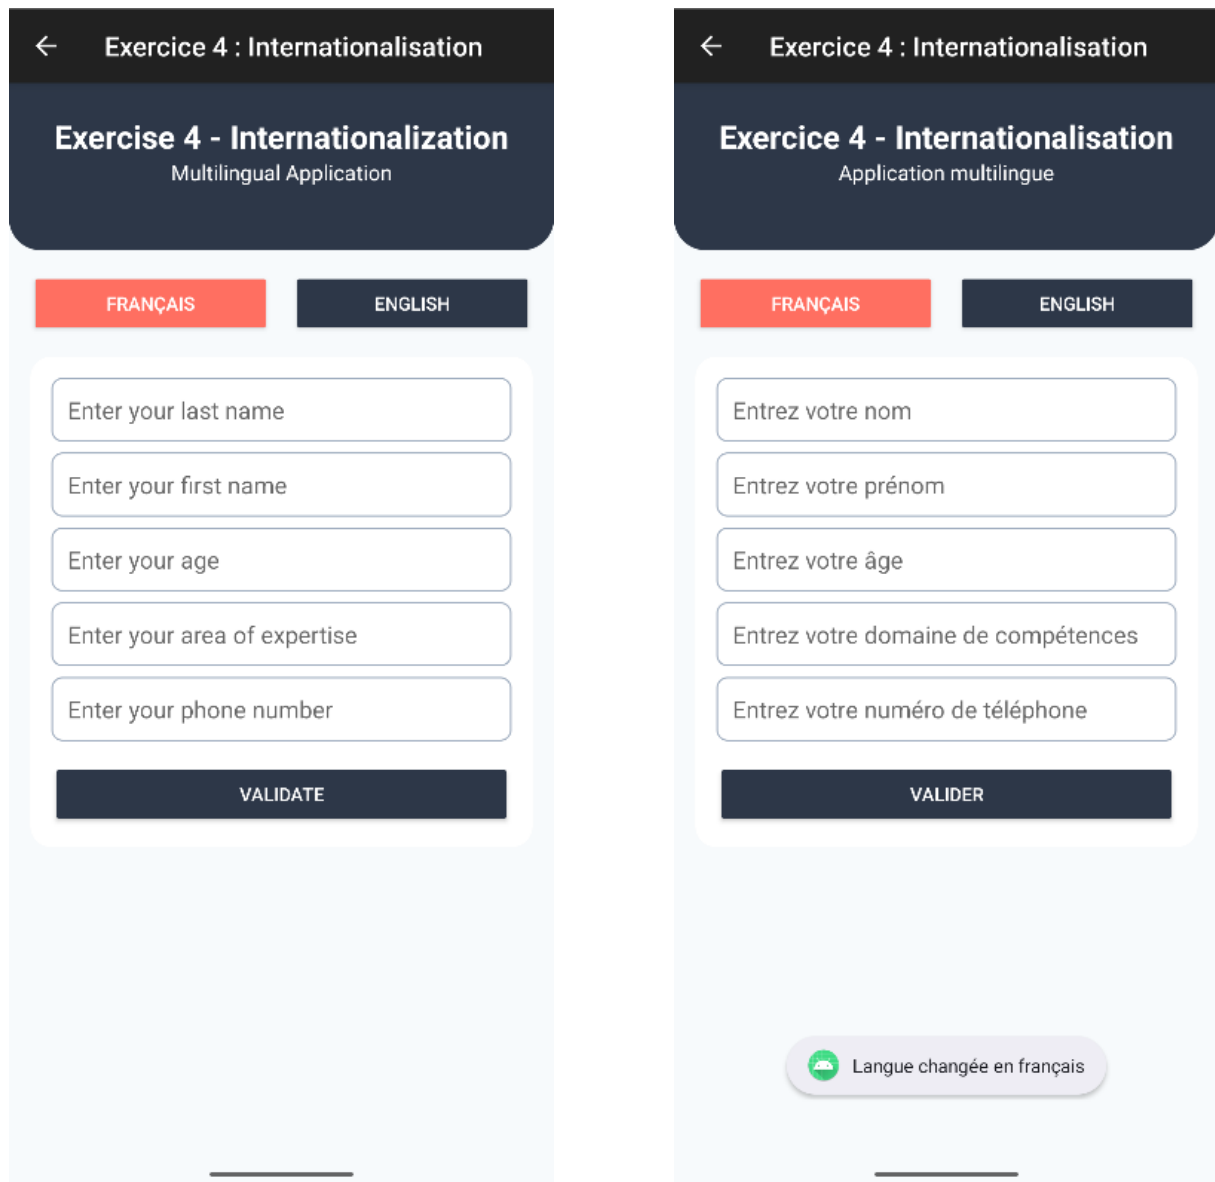 Exercice 4 : Internationalisation
Exercise 4 - Internationalization
Multilingual Application
FRANÇAIS
ENGLISH
Enter your last name
Enter your first name
Enter your age
Enter your area of expertise
Enter your phone number
VALIDATE
Exercice 4 : Internationalisation
Exercice 4 - Internationalisation
Application multilingue
FRANÇAIS
ENGLISH
Entrez votre nom
Entrez votre prénom
Entrez votre âge
Entrez votre domaine de compétences
Entrez votre numéro de téléphone
VALIDER
Langue changée en français